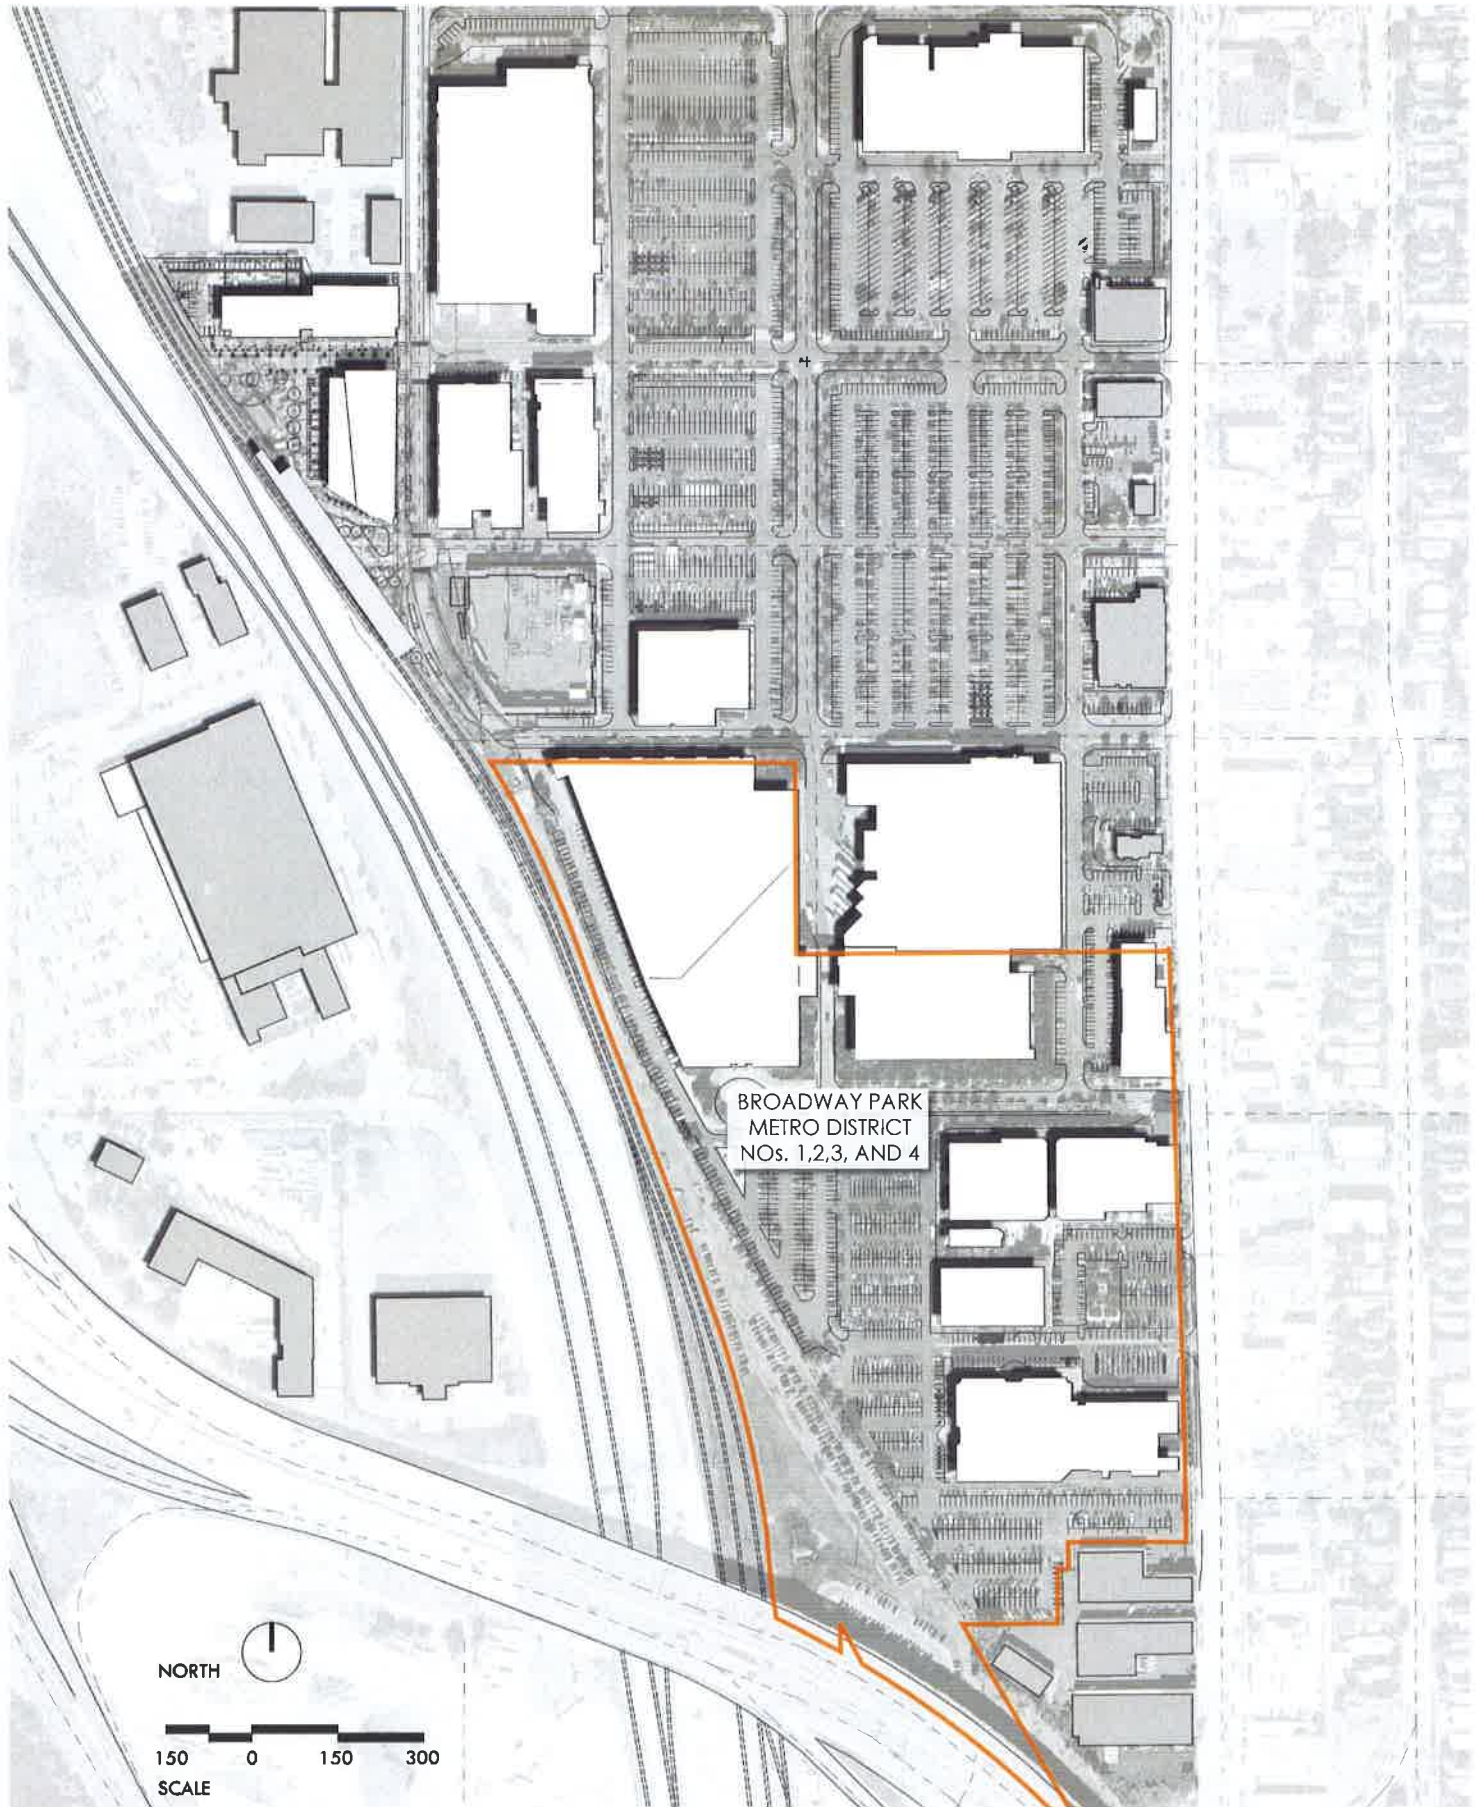 BROADWAY PARK
METRO DISTRICT
NOs. 1,2,3, AND 4
NORTH
150 0 150 300
SCALE